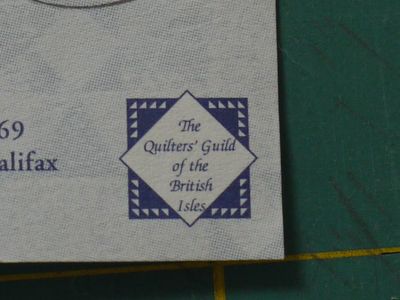 69
alifax
The
Quilters' Guild
of the
British
Isles